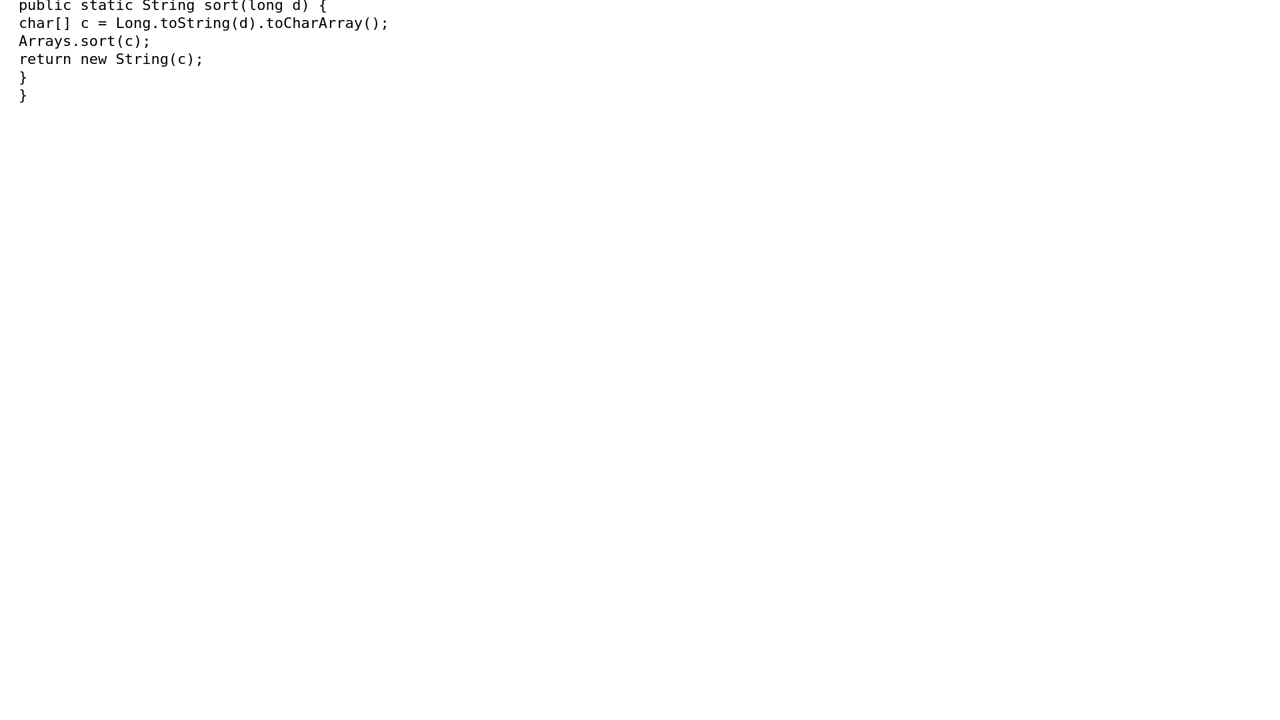 public static String sort(long d) {
char[] c = Long.toString(d).toCharArray();
Arrays.sort(c);
return new String(c);
}
}